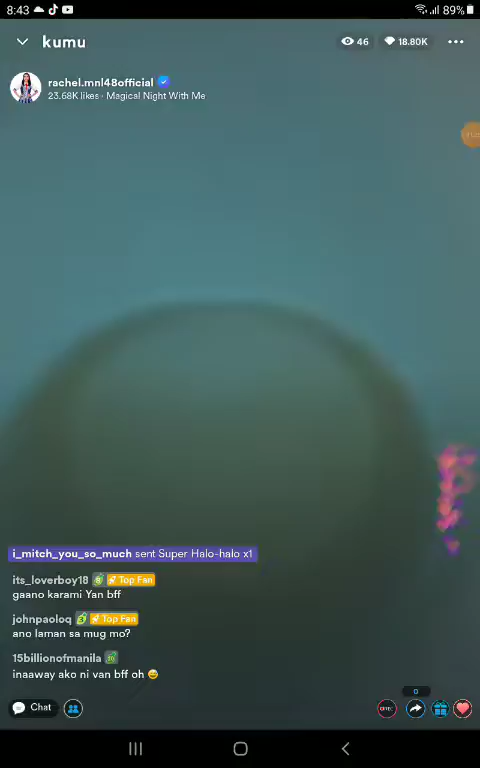 8:43
89%
kumu
46
18.80K
rachel.mnl48official
23.68K likes · Magical Night With Me
i_mitch_you_so_much sent Super Halo-halo x1
its_loverboy18 Top Fan
gaano karami Yan bff
johnpaoloq 3 Top Fan
ano laman sa mug mo?
15billionofmanila
inaaway ako ni van bff oh 😅
0
Chat